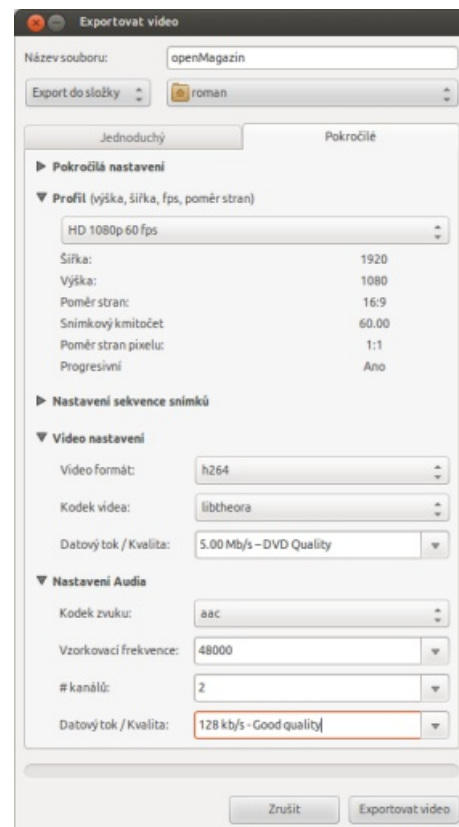 Exportovat video
Název souboru: openMagazin
Export do složky roman
Jednoduchý Pokročilé
Pokročilá nastavení
Profil (výška, šířka, fps, poměr stran)
HD 1080p 60 fps
Šířka: 1920
Výška: 1080
Poměr stran: 16:9
Snímkový kmitočet 60.00
Poměr stran pixelu: 1:1
Progresivní Ano
Nastavení sekvence snímků
Video nastavení
Video formát: h264
Kodek videa: libtheora
Datový tok / Kvalita: 5.00 Mb/s – DVD Quality
Nastavení Audia
Kodek zvuku: aac
Vzorkovací frekvence: 48000
# kanálů: 2
Datový tok / Kvalita: 128 kb/s - Good quality
Zrušit Exportovat video